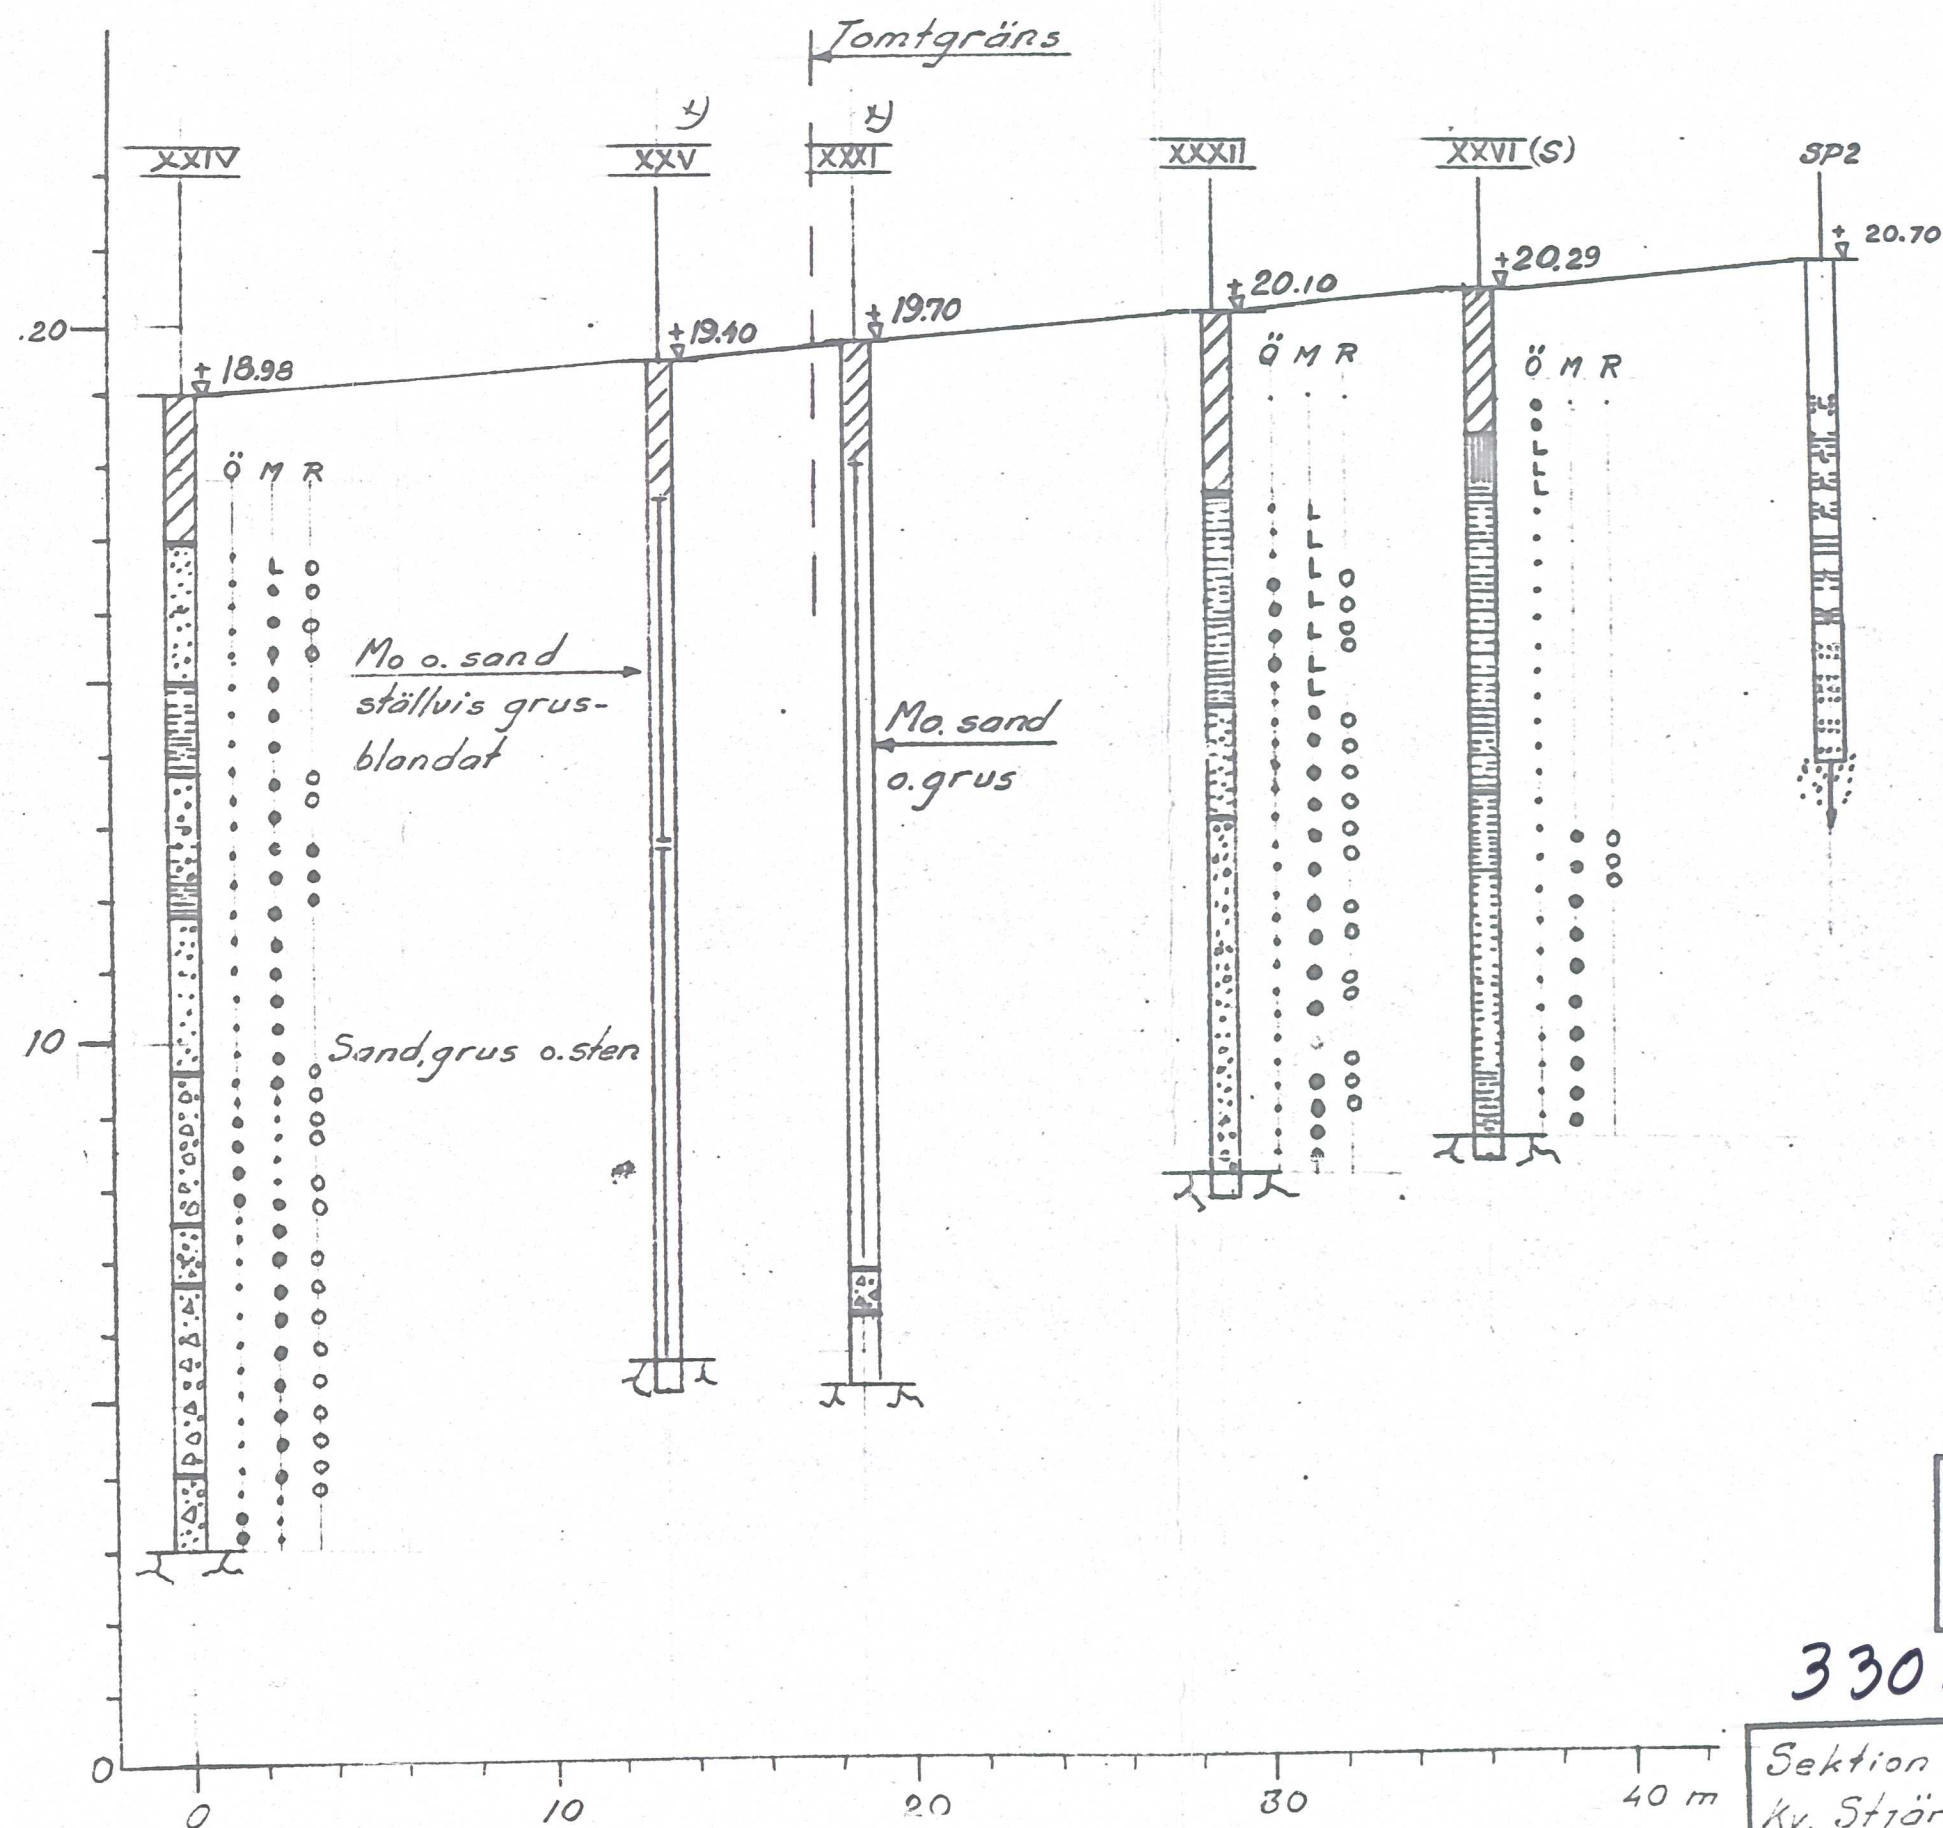 Tomtgräns
x) x)
XXIV XXV XXXI XXXII XXVI (S) SP2
+20.70
+20.29
+20.10
+19.70
+19.40
+18.98
20
Ö M R
Ö M R
Ö M R
Mo o. sand
ställvis grus-
blandat
Mo. sand
o. grus
10
Sand, grus o. sten
330
0
0 10 20 30 40 m
Sektion
Kv.